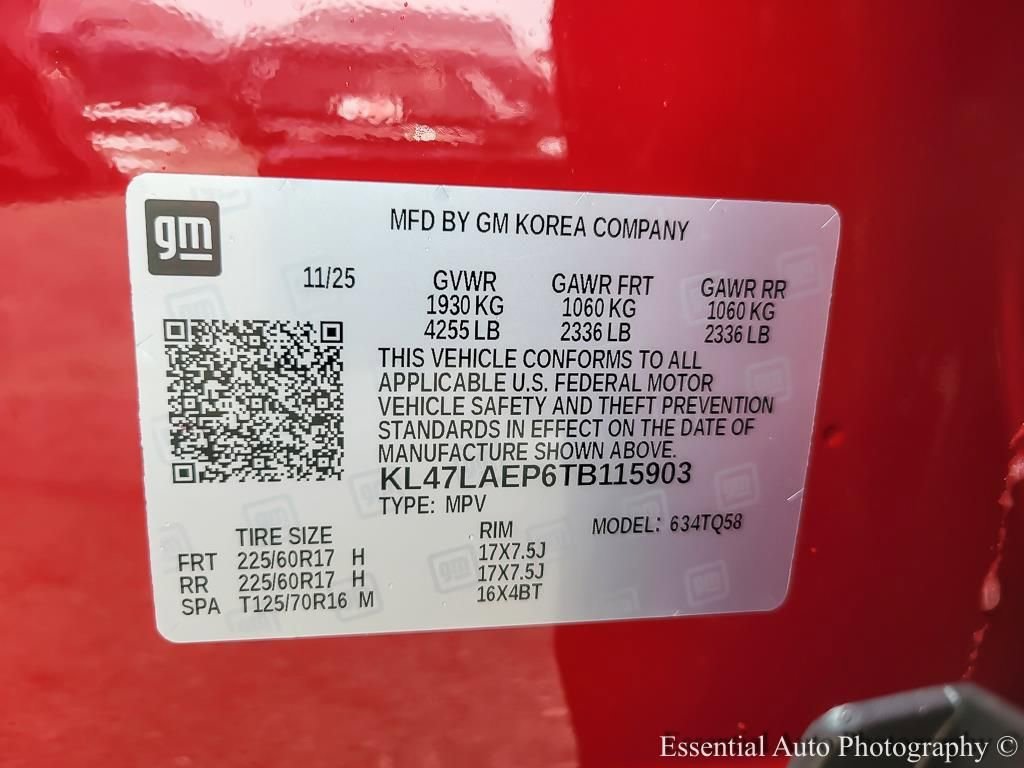 gm
MFD BY GM KOREA COMPANY
11/25 GVWR GAWR FRT GAWR RR
1930 KG 1060 KG 1060 KG
4255 LB 2336 LB 2336 LB
THIS VEHICLE CONFORMS TO ALL
APPLICABLE U.S. FEDERAL MOTOR
VEHICLE SAFETY AND THEFT PREVENTION
STANDARDS IN EFFECT ON THE DATE OF
MANUFACTURE SHOWN ABOVE.
KL47LAEP6TB115903
TYPE: MPV MODEL: 634TQ58
TIRE SIZE RIM
FRT 225/60R17 H 17X7.5J
RR 225/60R17 H 17X7.5J
SPA T125/70R16 M 16X4BT
Essential Auto Photography ©